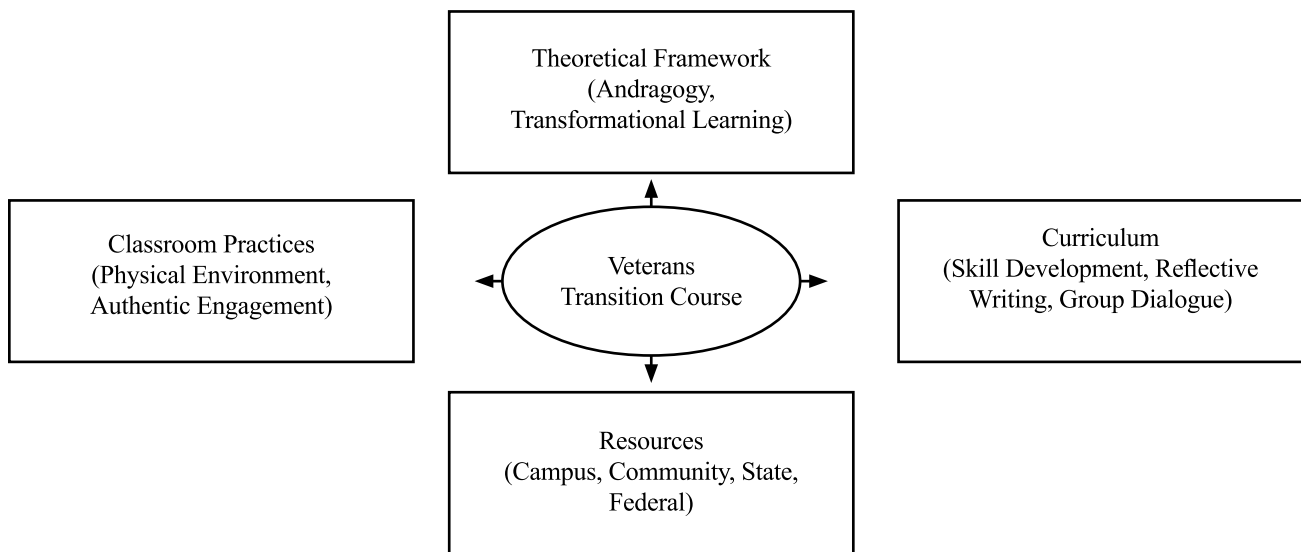 Theoretical Framework
(Andragogy,
Transformational Learning)
Classroom Practices
(Physical Environment,
Authentic Engagement)
Veterans
Transition Course
Curriculum
(Skill Development, Reflective
Writing, Group Dialogue)
Resources
(Campus, Community, State,
Federal)